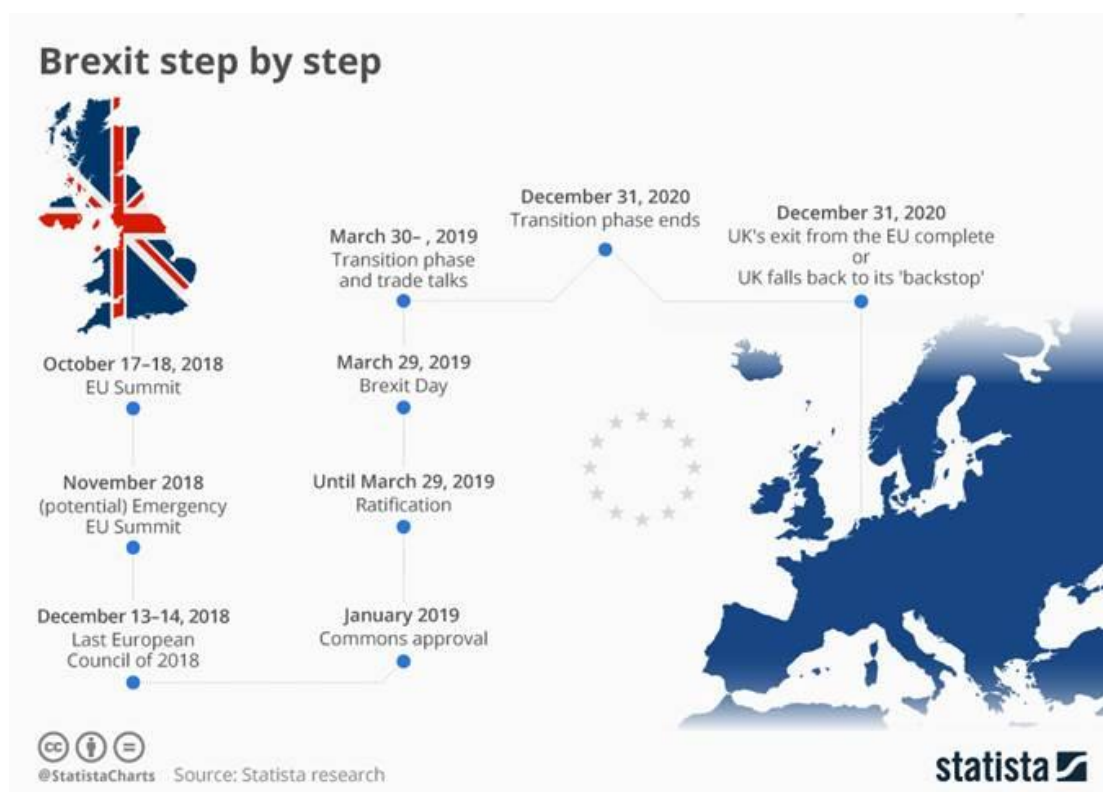 Brexit step by step
October 17–18, 2018
EU Summit
November 2018
(potential) Emergency
EU Summit
December 13–14, 2018
Last European
Council of 2018
January 2019
Commons approval
Until March 29, 2019
Ratification
March 29, 2019
Brexit Day
March 30– , 2019
Transition phase
and trade talks
December 31, 2020
Transition phase ends
December 31, 2020
UK's exit from the EU complete
or
UK falls back to its 'backstop'
cc
@StatistaCharts Source: Statista research
statista